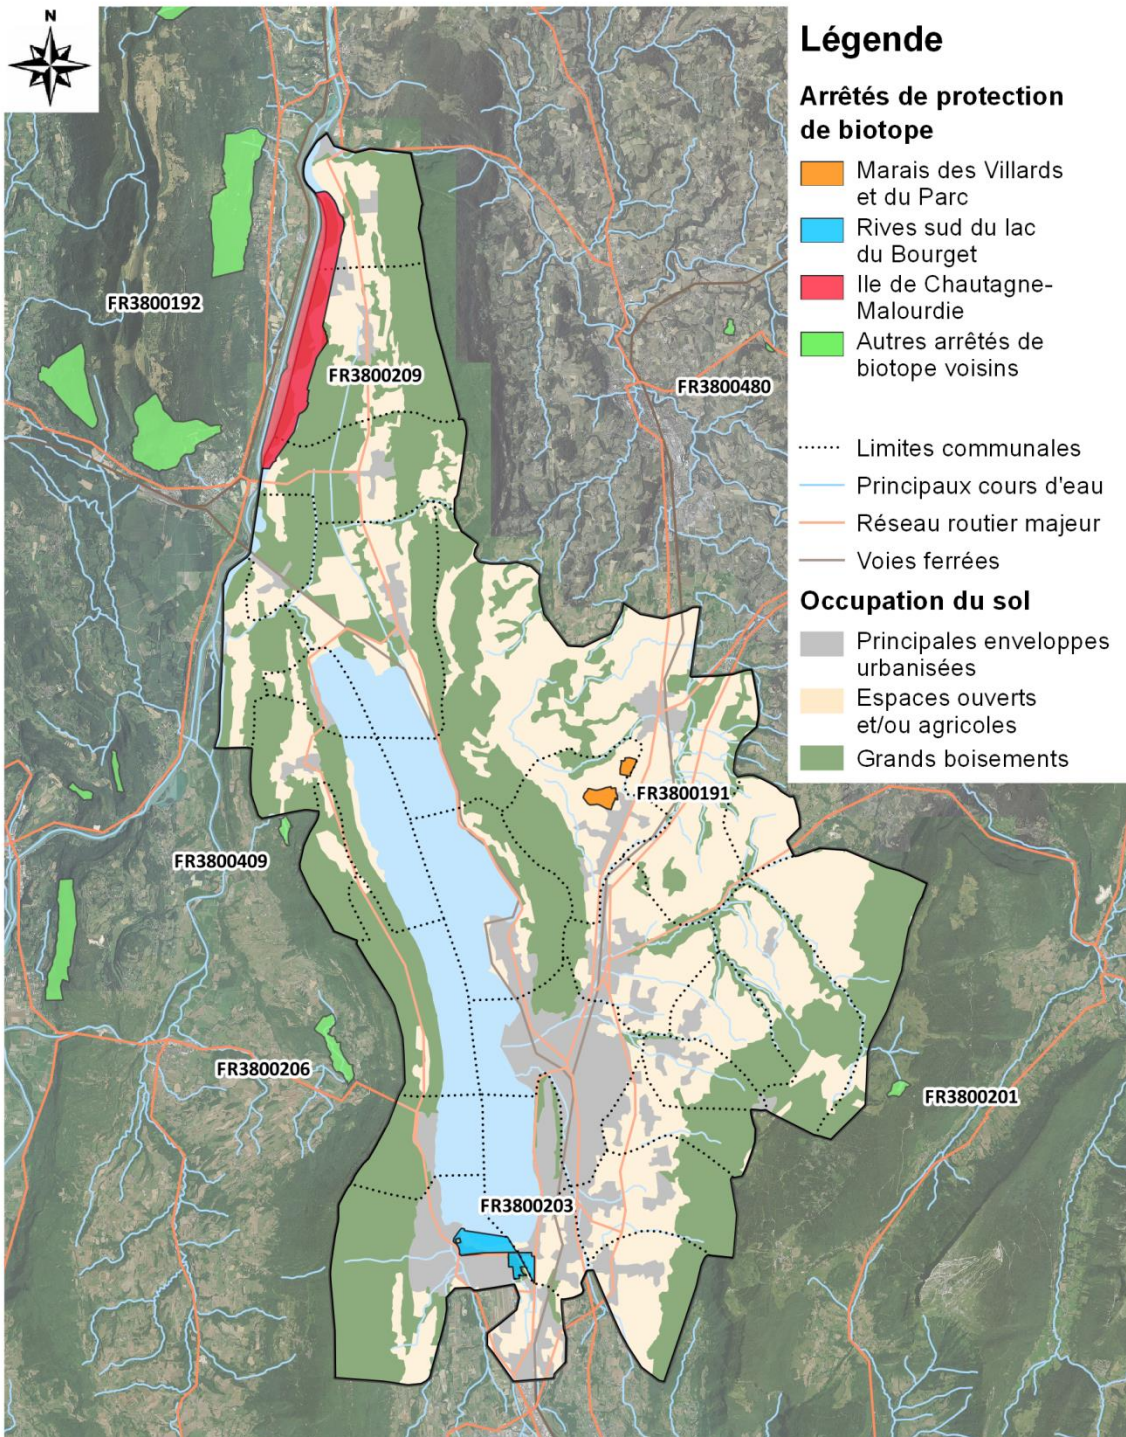 N
Légende
Arrêtés de protection
de biotope
Marais des Villards
et du Parc
Rives sud du lac
du Bourget
Ile de Chautagne-
Malourdie
Autres arrêtés de
biotope voisins
Limites communales
Principaux cours d'eau
Réseau routier majeur
Voies ferrées
Occupation du sol
Principales enveloppes
urbanisées
Espaces ouverts
et/ou agricoles
Grands boisements
FR3800192
FR3800209
FR3800480
FR3800191
FR3800409
FR3800206
FR3800201
FR3800203